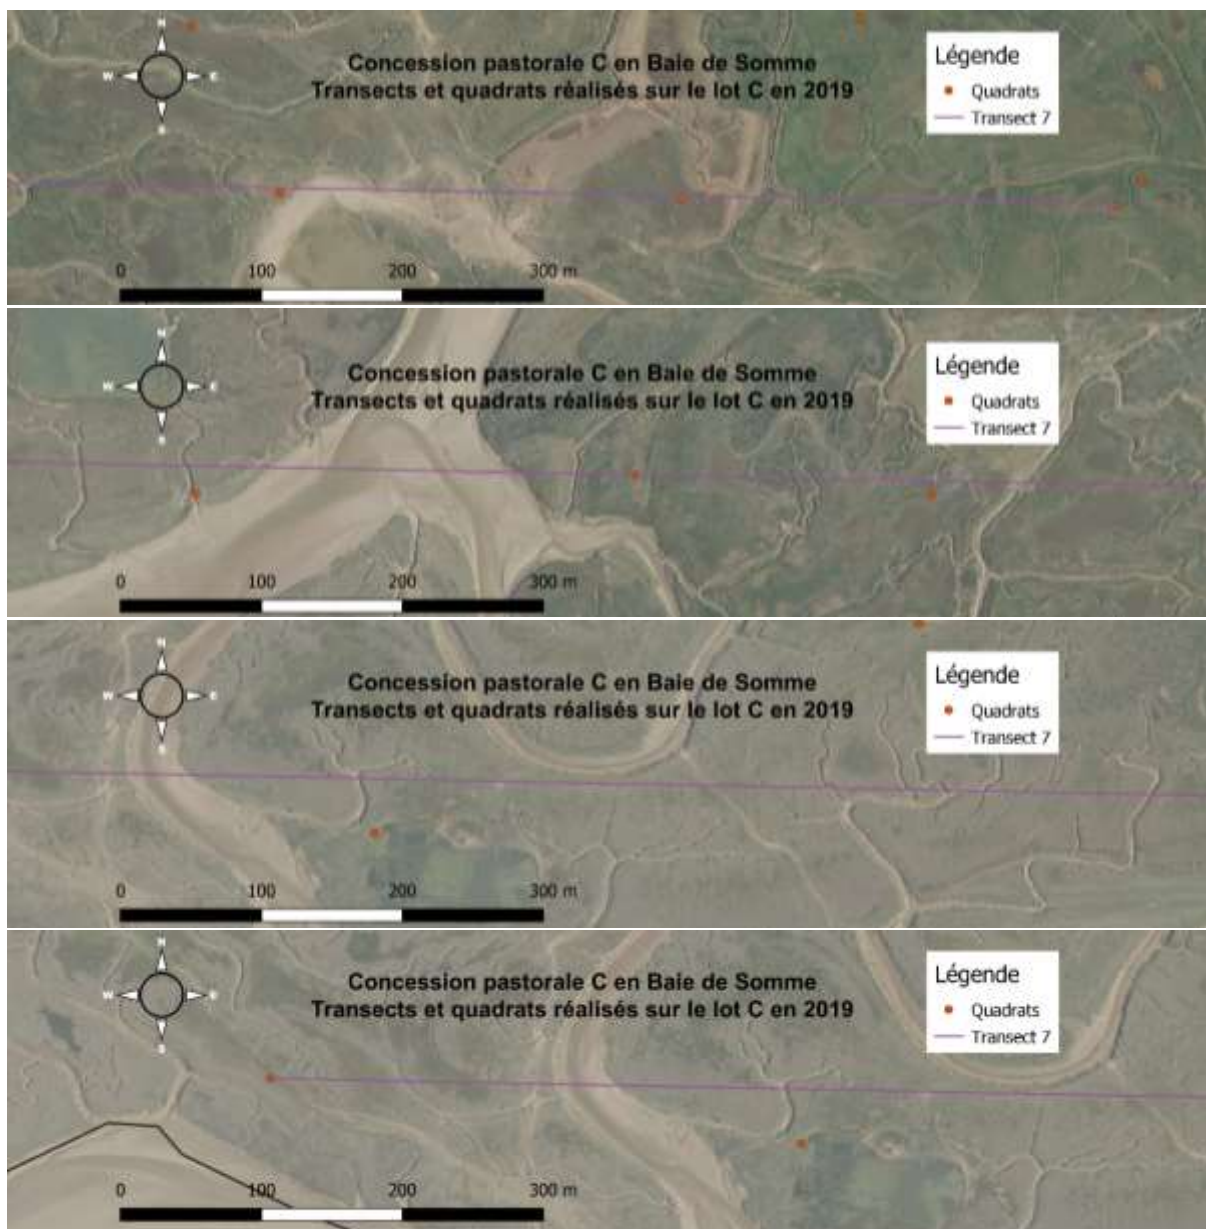 N
Concession pastorale C en Baie de Somme
Transects et quadrats réalisés sur le lot C en 2019
W E
S
Légende
Quadrats
Transect 7
0 100 200 300 m
N
Concession pastorale C en Baie de Somme
Transects et quadrats réalisés sur le lot C en 2019
W E
S
Légende
Quadrats
Transect 7
0 100 200 300 m
N
Concession pastorale C en Baie de Somme
Transects et quadrats réalisés sur le lot C en 2019
W E
S
Légende
Quadrats
Transect 7
0 100 200 300 m
N
Concession pastorale C en Baie de Somme
Transects et quadrats réalisés sur le lot C en 2019
W E
S
Légende
Quadrats
Transect 7
0 100 200 300 m